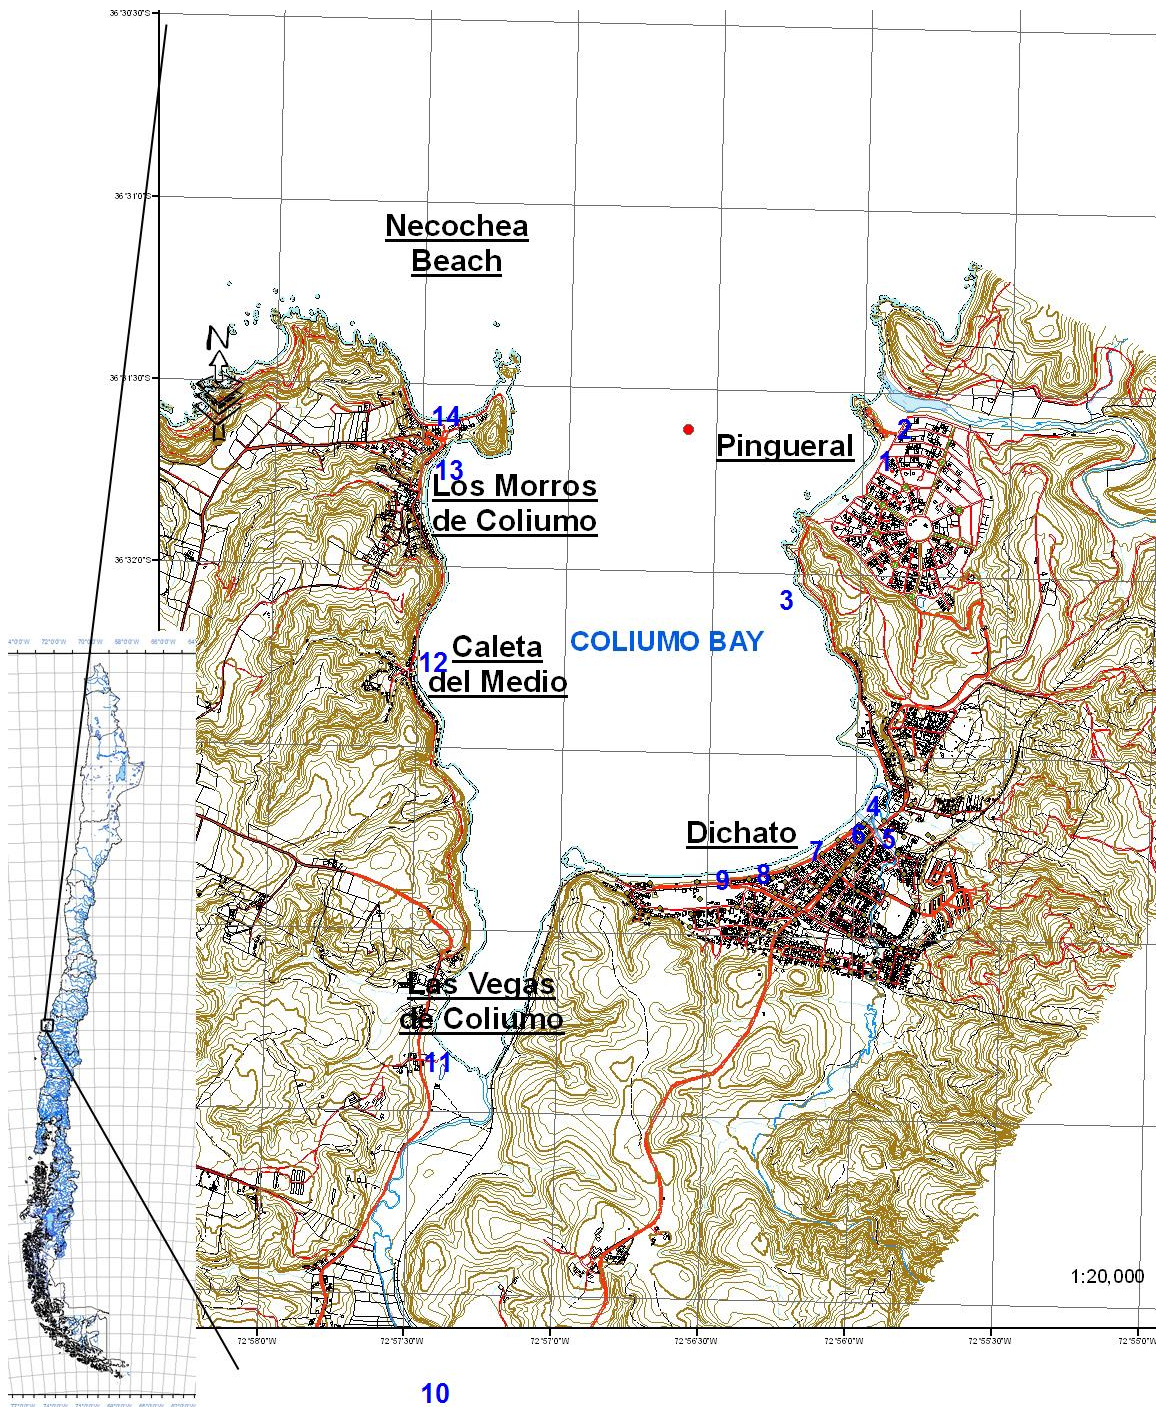 36°30'30"S
36°31'0"S
Necochea
Beach
N
36°31'30"S
14
2
Pingueral
1
13
Los Morros
de Coliumo
36°32'0"S
3
COLIUMO BAY
12
Caleta
del Medio
4
Dichato
6
5
7
8
9
Las Vegas
de Coliumo
11
1:20,000
72°58'0"W
72°57'30"W
72°57'0"W
72°56'30"W
72°56'0"W
72°55'30"W
72°55'0"W
10